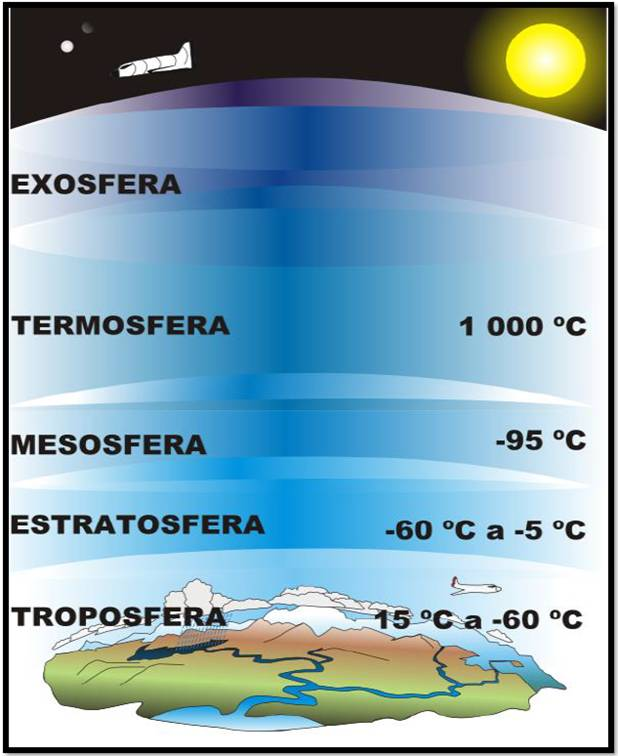 EXOSFERA
TERMOSFERA 1 000 ºC
MESOSFERA -95 ºC
ESTRATOSFERA -60 ºC a -5 ºC
TROPOSFERA 15 ºC a -60 ºC